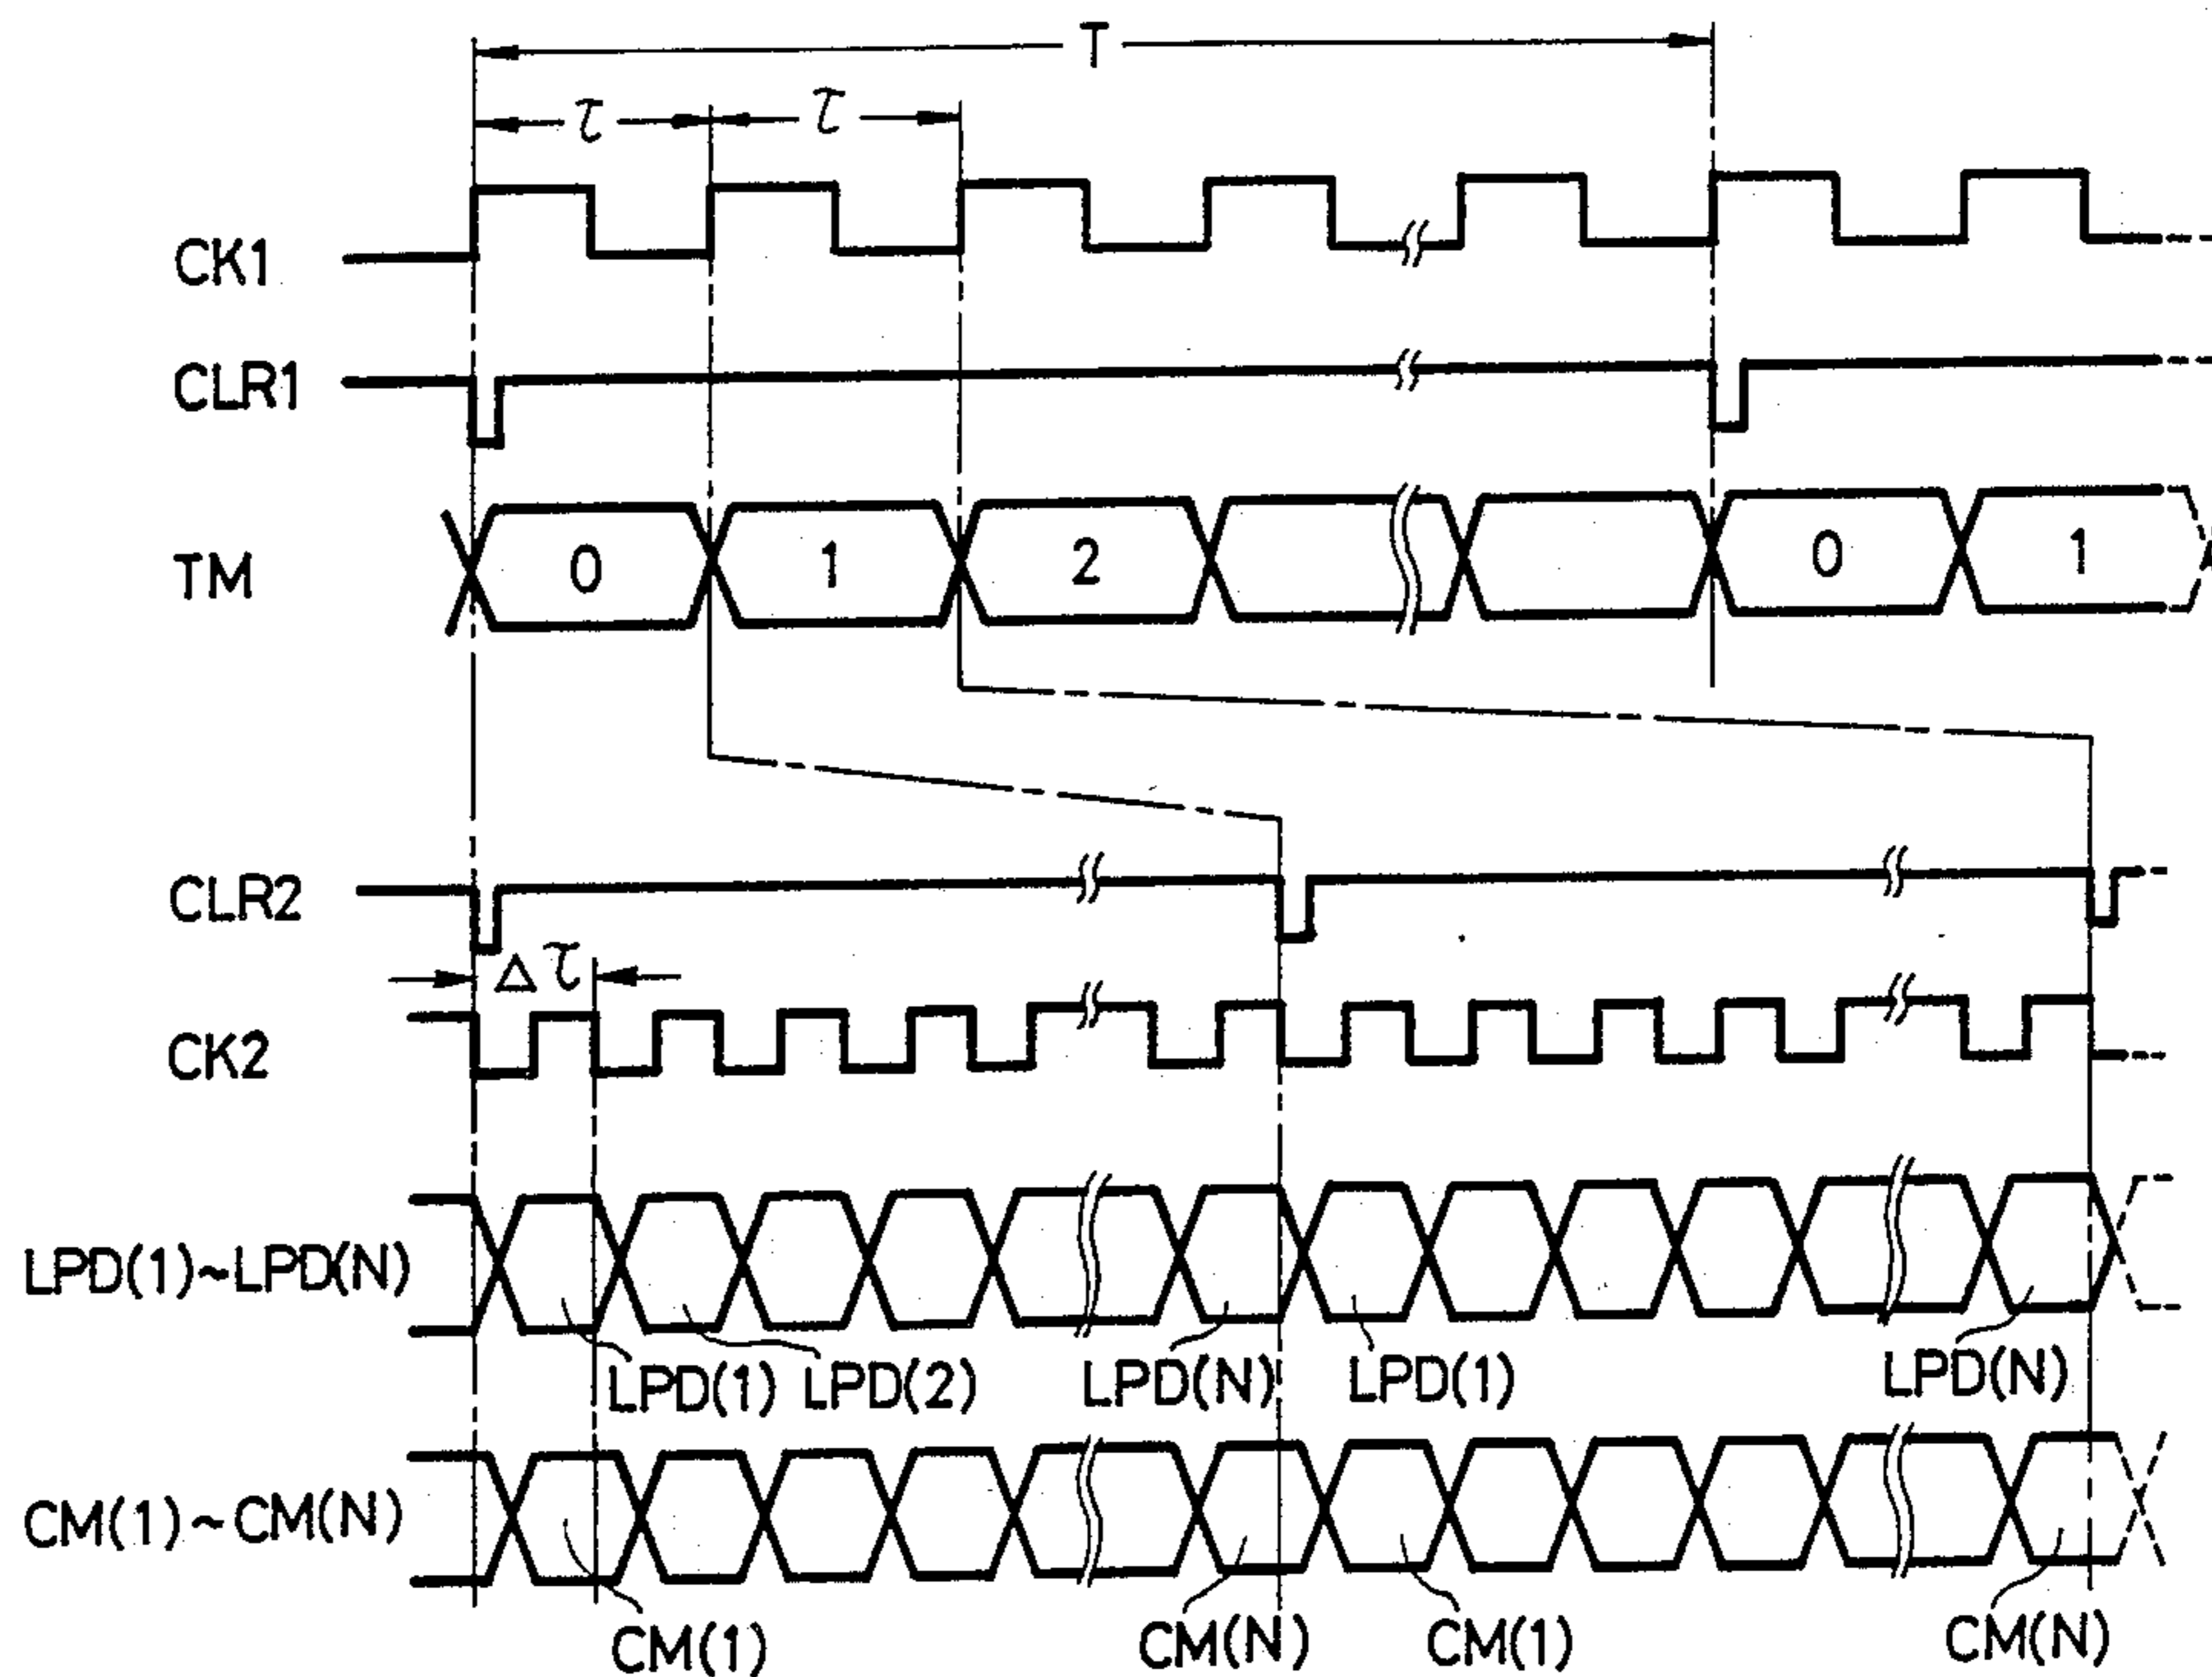 T
τ τ
CK1
CLR1
TM 0 1 2 0 1
CLR2
Δτ
CK2
LPD(1)~LPD(N)
LPD(1) LPD(2) LPD(N) LPD(1) LPD(N)
CM(1)~CM(N)
CM(1) CM(N) CM(1) CM(N)